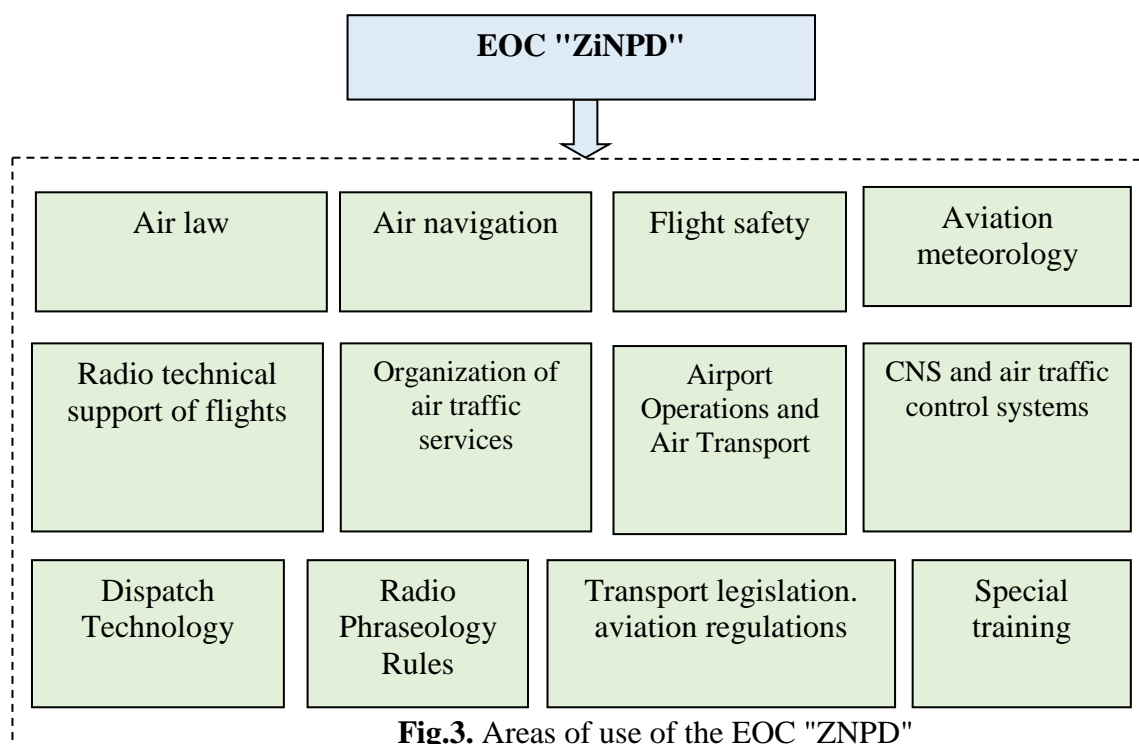 EOC "ZiNPD"
Air law
Air navigation
Flight safety
Aviation
meteorology
Radio technical
support of flights
Organization of
air traffic
services
Airport
Operations and
Air Transport
CNS and air traffic
control systems
Dispatch
Technology
Radio
Phraseology
Rules
Transport legislation.
aviation regulations
Special
training
Fig.3. Areas of use of the EOC "ZNPD"